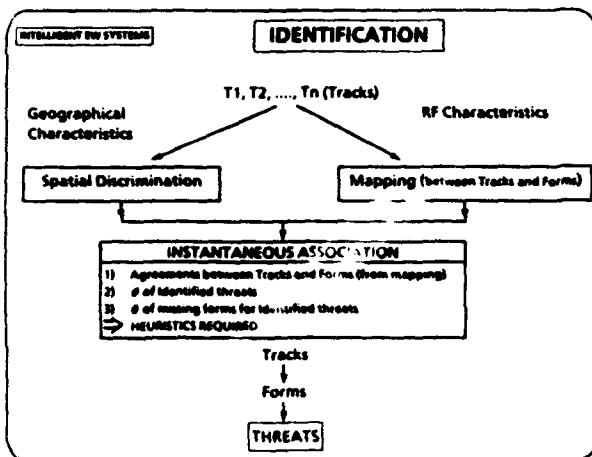 INTELLIGENT EW SYSTEMS
IDENTIFICATION
T1, T2, ...., Tn (Tracks)
Geographical
Characteristics
RF Characteristics
Spatial Discrimination
Mapping (between Tracks and Forms)
INSTANTANEOUS ASSOCIATION
1) Agreements between Tracks and Forms (from mapping)
2) # of Identified threats
3) # of missing forms for identified threats
⇒ HEURISTICS REQUIRED
Tracks
Forms
THREATS